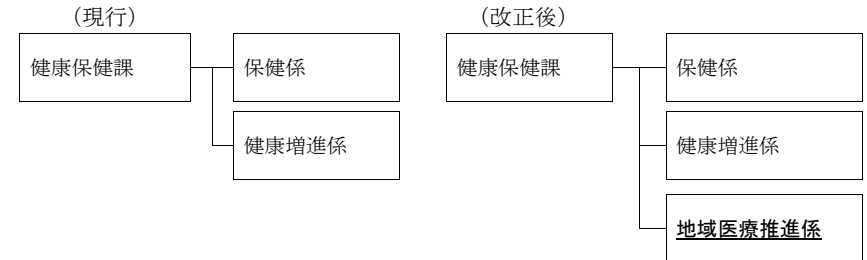 （現行）
健康保健課
保健係
健康増進係
（改正後）
健康保健課
保健係
健康増進係
地域医療推進係